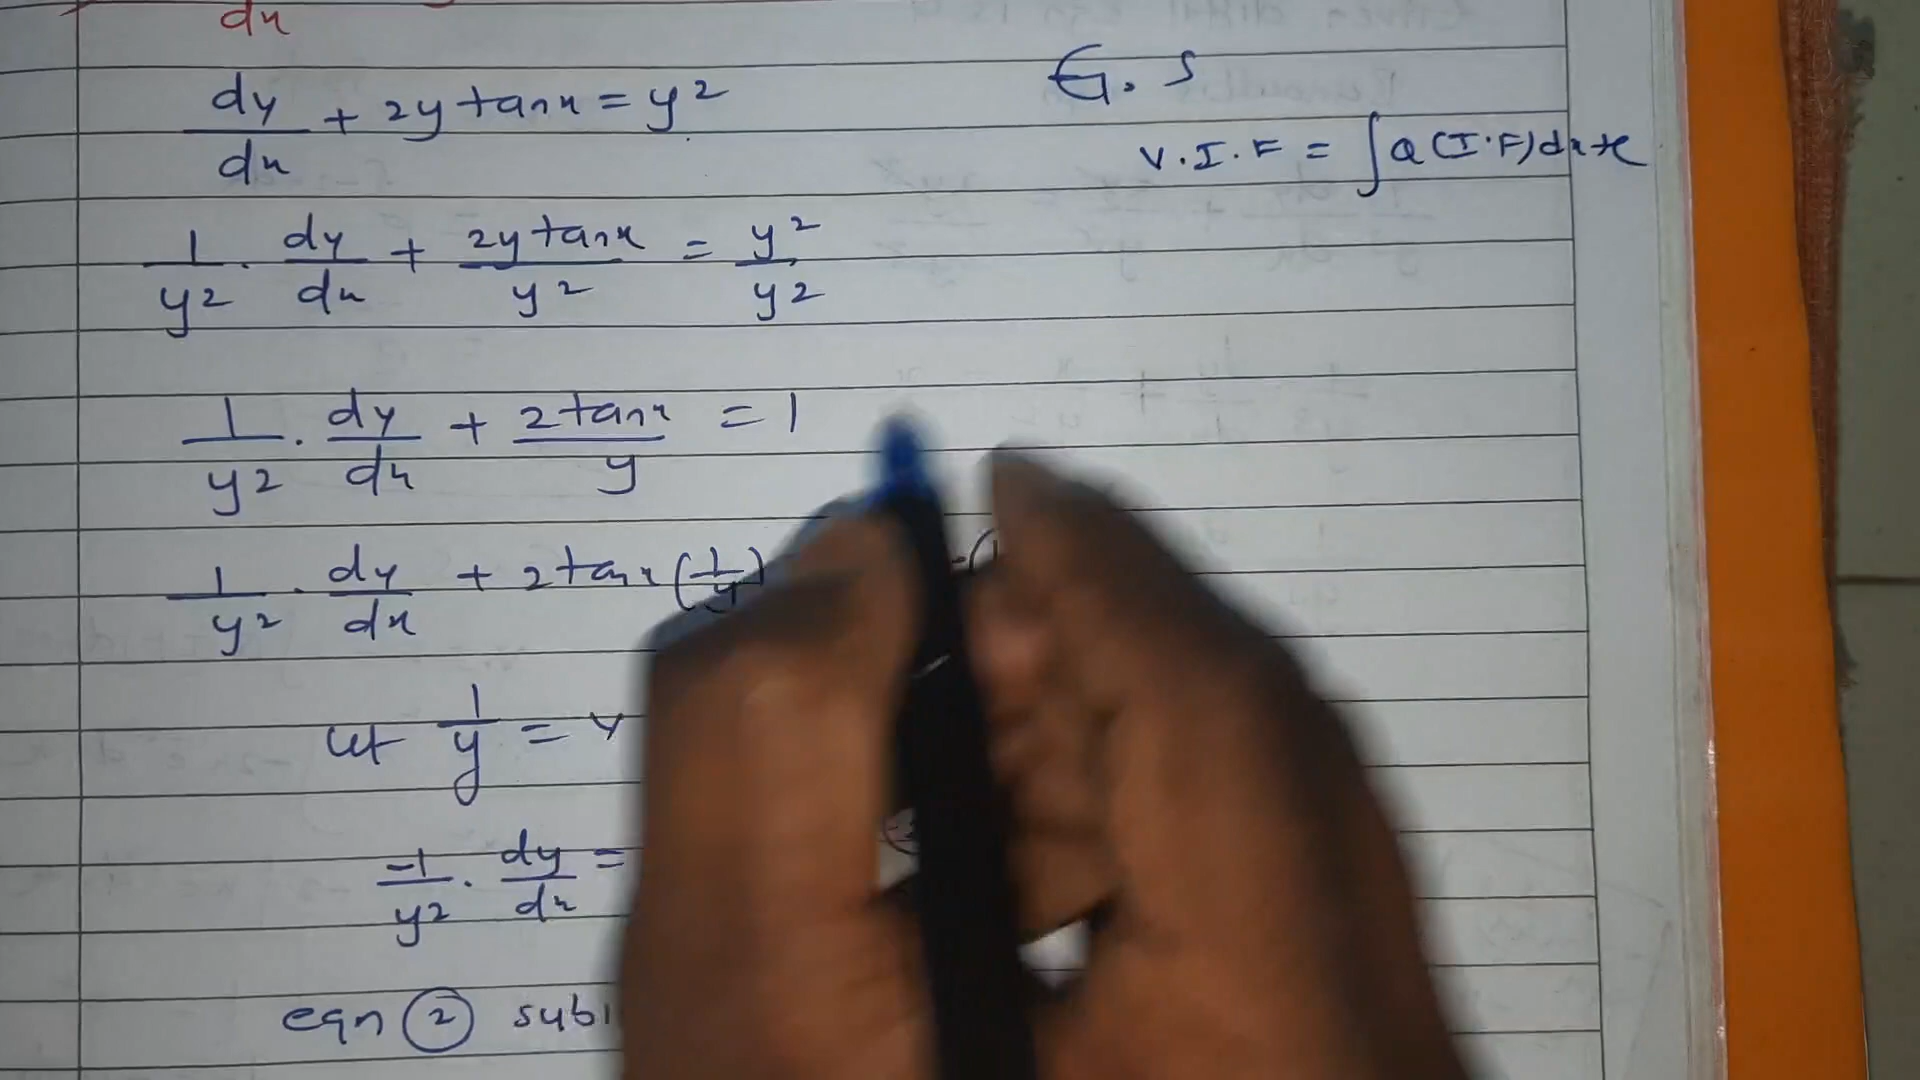 dx
dy/dx + 2y tanx = y²
G. S
V.I.F = ∫Q(I.F)dx+c
1/y² . dy/dx + 2y tanx/y² = y²/y²
1/y² . dy/dx + 2tanx/y = 1
1/y² . dy/dx + 2tanx(1/y)
let 1/y = v
-1/y² . dy/dx =
eqn ②